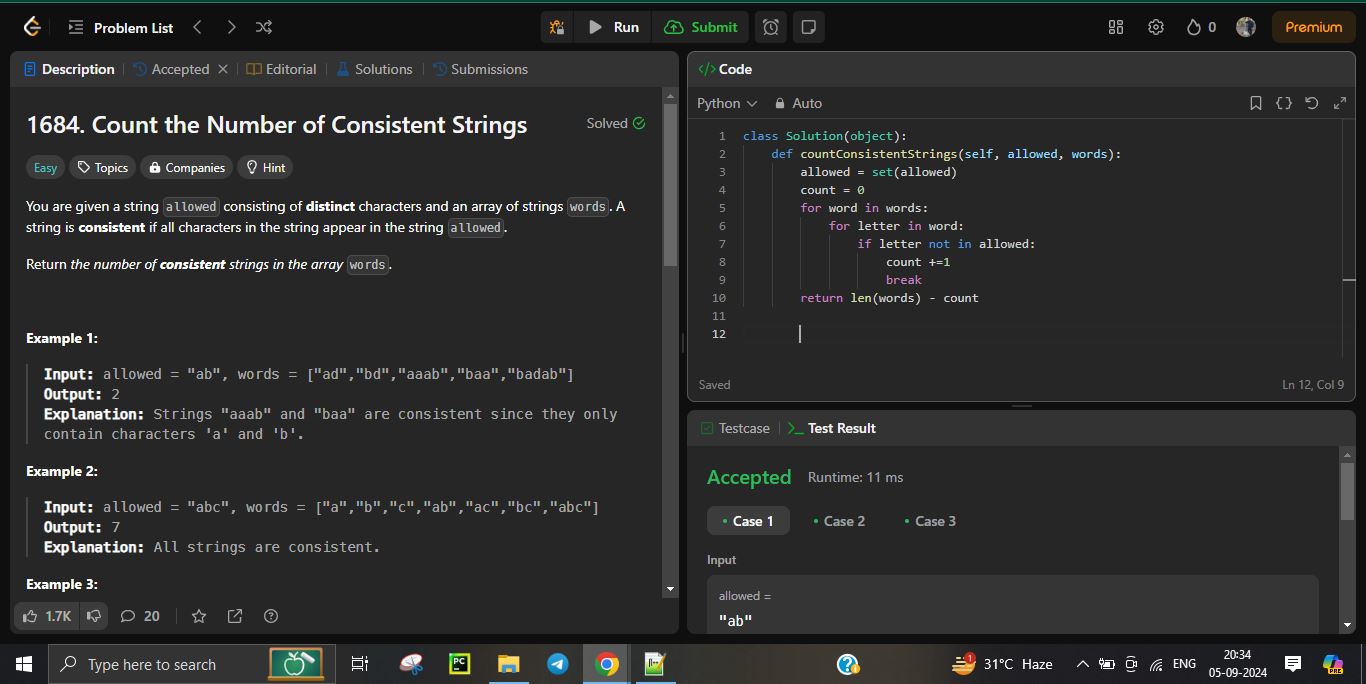 Problem List
Run
Submit
0
Premium
Description
Accepted
Editorial
Solutions
Submissions
1684. Count the Number of Consistent Strings
Solved
Easy
Topics
Companies
Hint
You are given a string allowed consisting of distinct characters and an array of strings words. A
string is consistent if all characters in the string appear in the string allowed.
Return the number of consistent strings in the array words.
Example 1:
Input: allowed = "ab", words = ["ad","bd","aaab","baa","badab"]
Output: 2
Explanation: Strings "aaab" and "baa" are consistent since they only
contain characters 'a' and 'b'.
Example 2:
Input: allowed = "abc", words = ["a","b","c","ab","ac","bc","abc"]
Output: 7
Explanation: All strings are consistent.
Example 3:
1.7K
20
</> Code
Python
Auto
1 class Solution(object):
2 def countConsistentStrings(self, allowed, words):
3 allowed = set(allowed)
4 count = 0
5 for word in words:
6 for letter in word:
7 if letter not in allowed:
8 count +=1
9 break
10 return len(words) - count
11
12
Saved
Ln 12, Col 9
Testcase
>_ Test Result
Accepted
Runtime: 11 ms
• Case 1
• Case 2
• Case 3
Input
allowed =
"ab"
Type here to search
PC
1
31°C Haze
ENG
20:34
05-09-2024
PRE